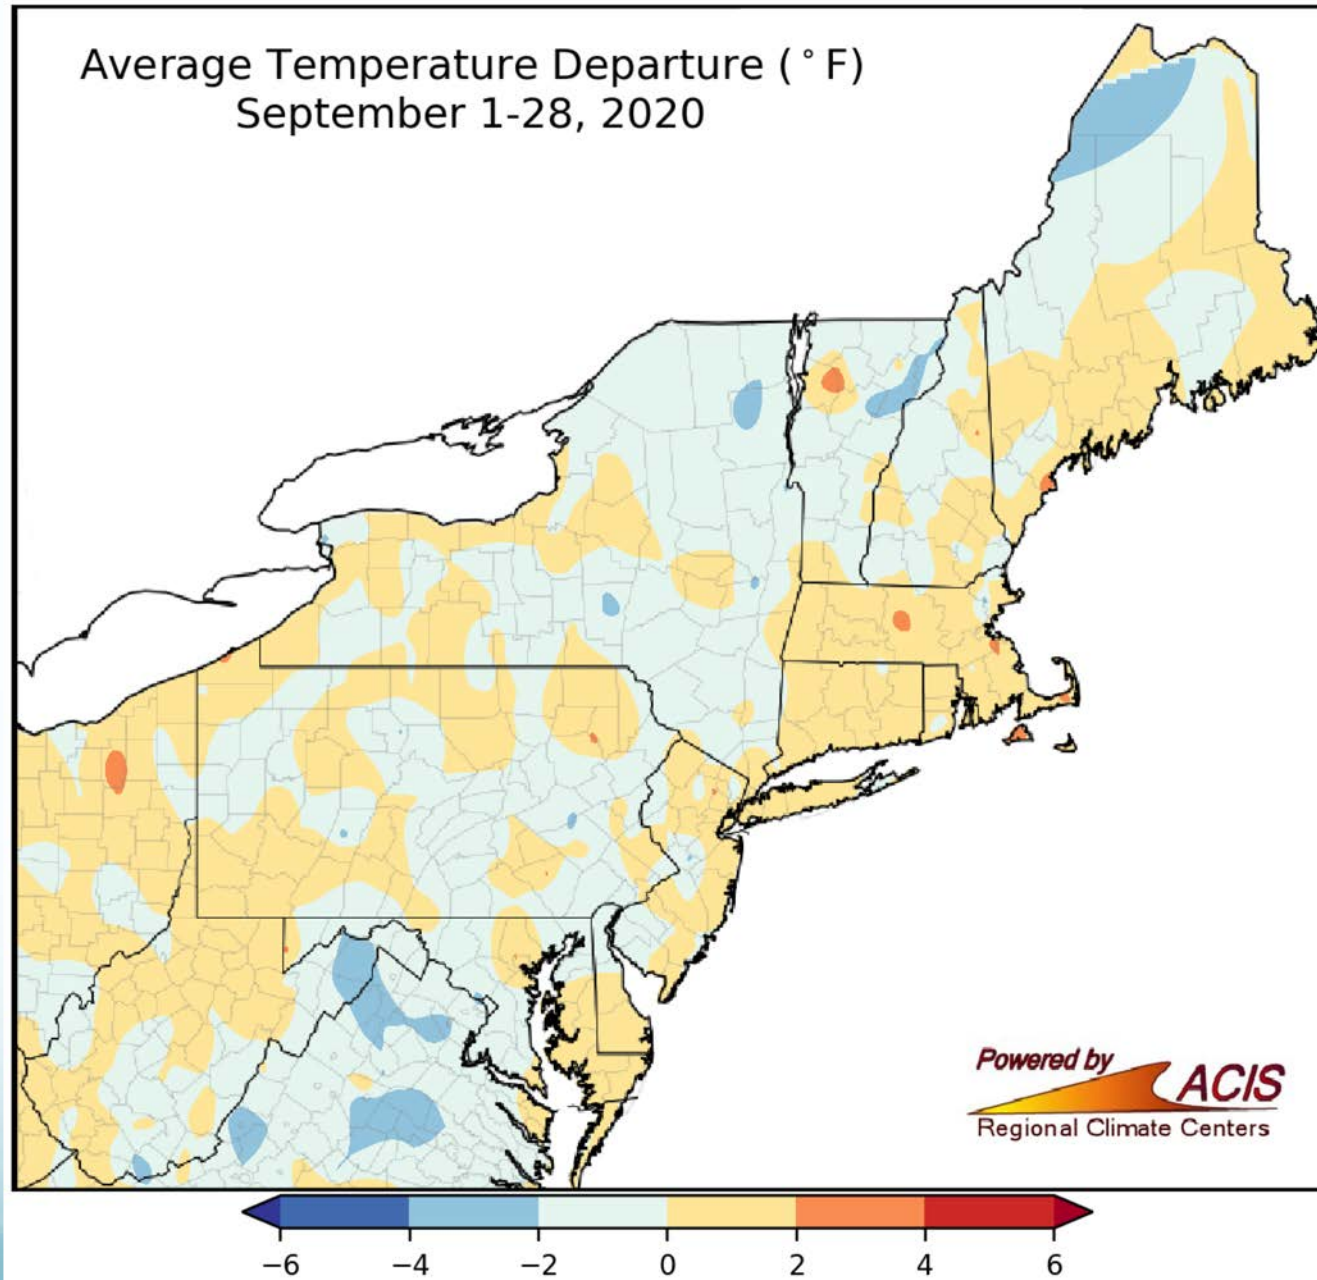 Average Temperature Departure (°F)
September 1-28, 2020
Powered by
ACIS
Regional Climate Centers
−6 −4 −2 0 2 4 6